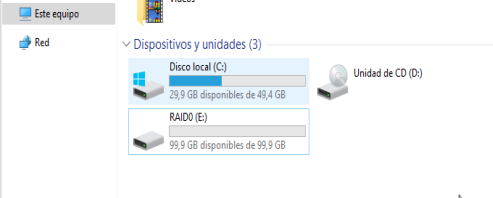 Este equipo
Vídeos
Red
Dispositivos y unidades (3)
Disco local (C:)
29,9 GB disponibles de 49,4 GB
Unidad de CD (D:)
RAID0 (E:)
99,9 GB disponibles de 99,9 GB